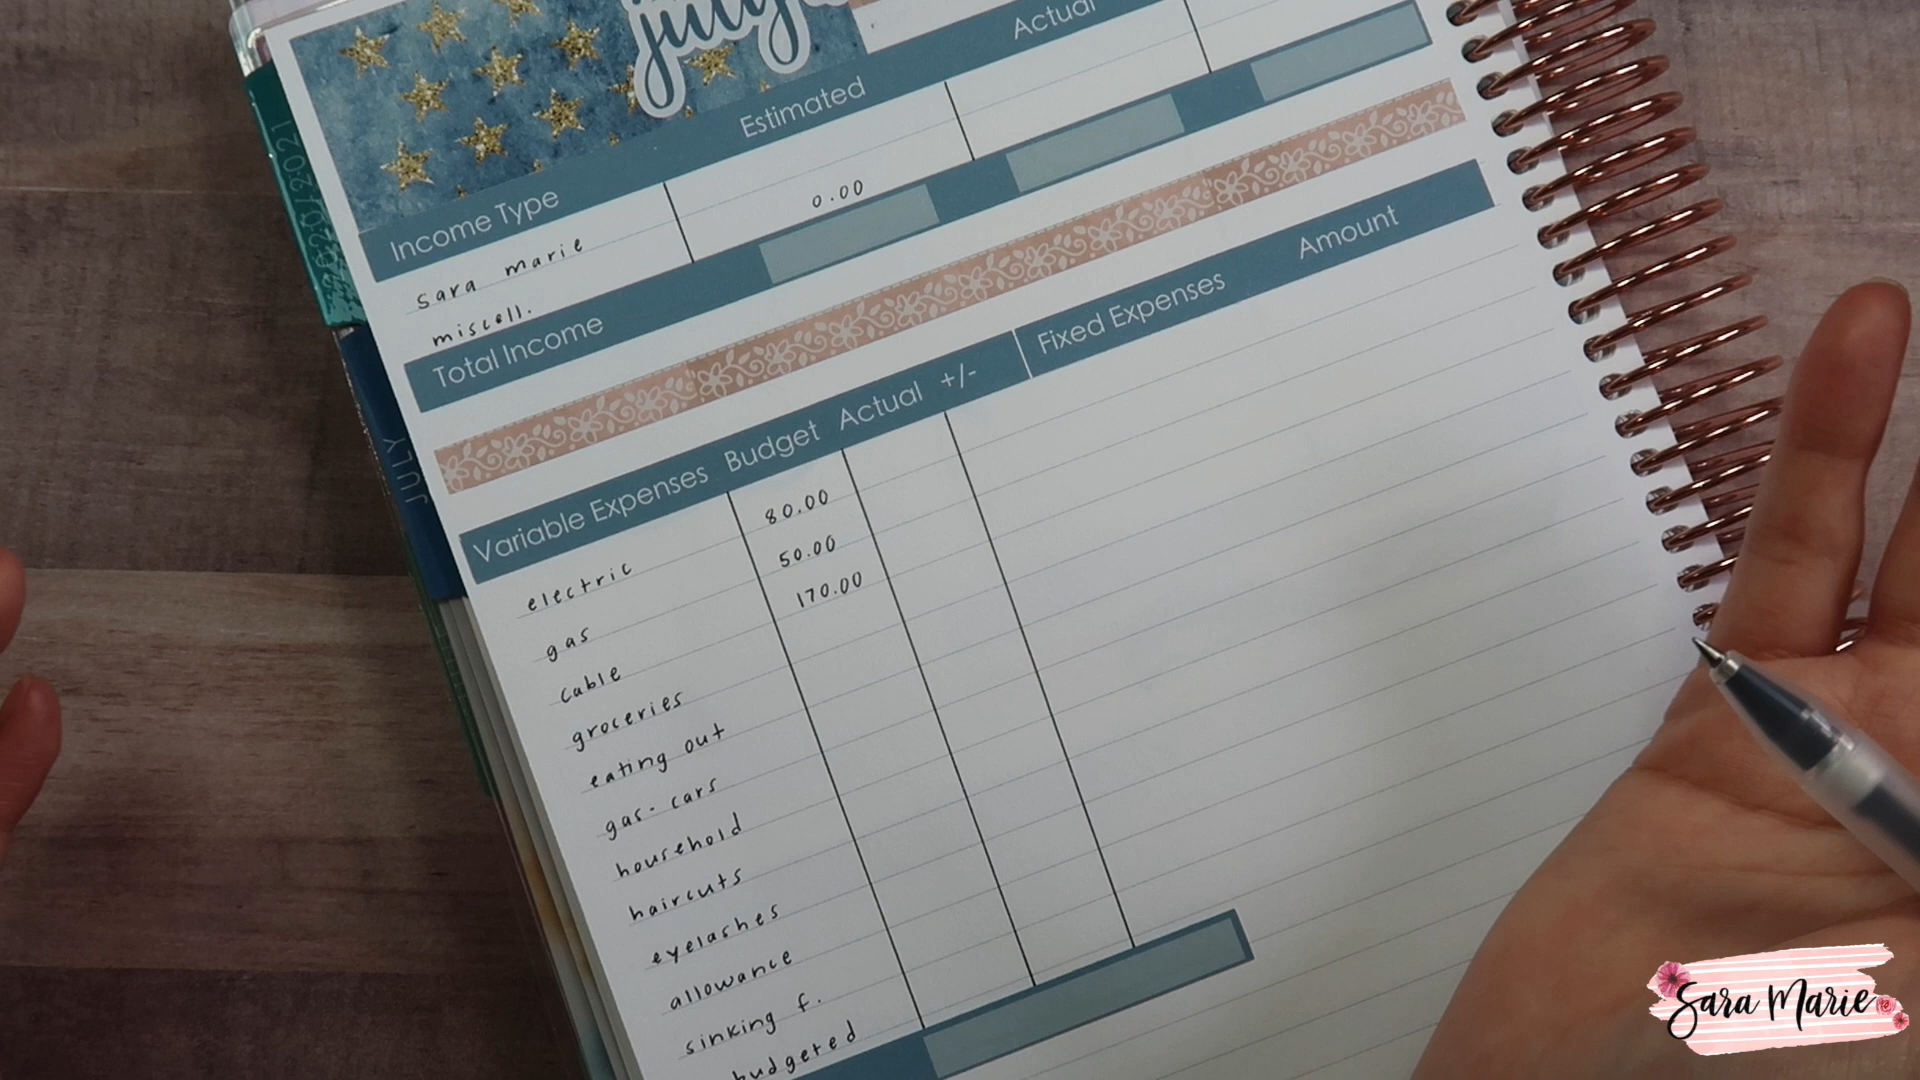 july
Income Type Estimated Actual
sara marie
miscell. 0.00
Total Income
Variable Expenses Budget Actual +/- Fixed Expenses Amount
electric 80.00
gas 50.00
cable 170.00
groceries
eating out
gas- cars
household
haircuts
eyelashes
allowance
sinking f.
budgeted
JULY
Sara Marie